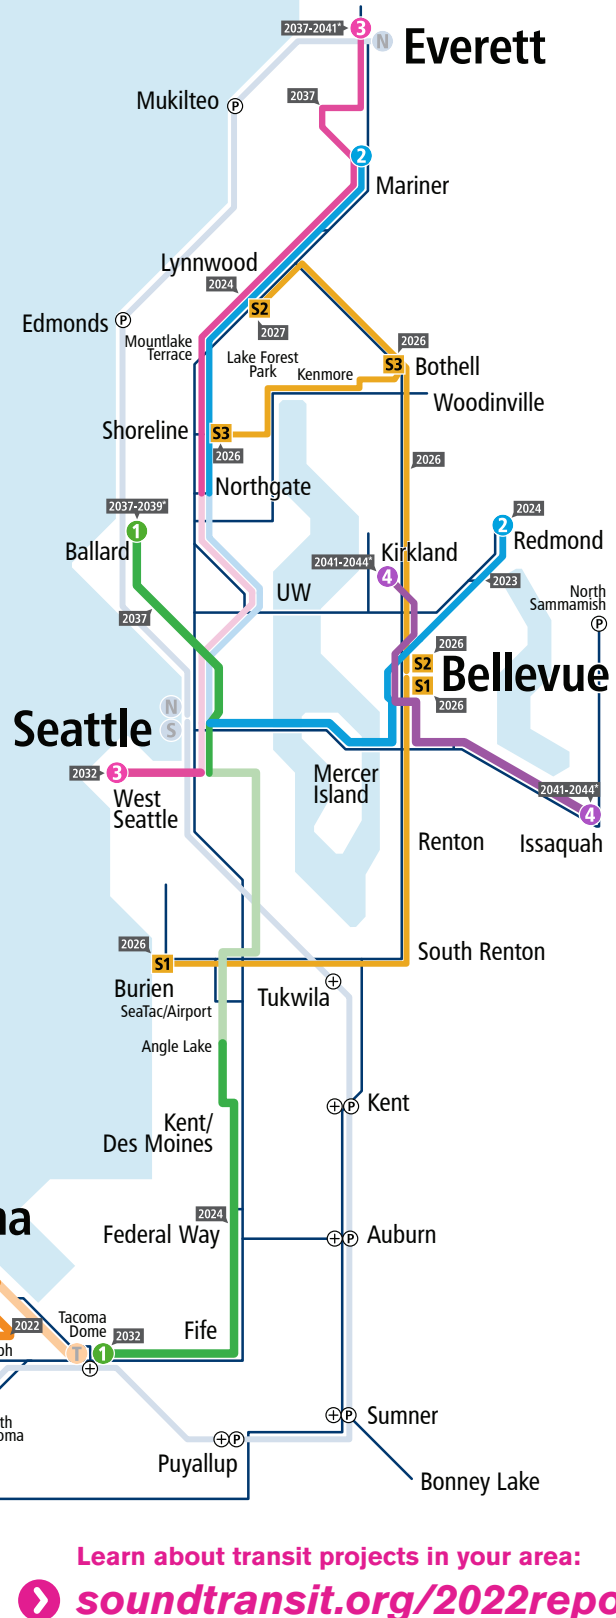 2037-2041*
3
N
Everett
Mukilteo
P
2037
2
Mariner
Lynnwood
2024
S2
2027
Edmonds
P
Mountlake
Terrace
Lake Forest
Park
Kenmore
2026
S3
Bothell
Woodinville
Shoreline
S3
2026
2026
Northgate
2037-2039*
1
Ballard
2024
2
Redmond
Kirkland
2041-2044*
4
2023
UW
North
Sammamish
P
2037
2026
S2
S1
Bellevue
2026
N
S
Seattle
2032
3
West
Seattle
Mercer
Island
2041-2044*
4
Issaquah
Renton
2026
S1
Burien
South Renton
SeaTac/Airport
Tukwila
Angle Lake
P
Kent
Kent/
Des Moines
2024
Federal Way
P
Auburn
na
2022
ph
Tacoma
Dome
2032
T
1
Fife
th
oma
P
Sumner
P
Puyallup
Bonney Lake
Learn about transit projects in your area:
soundtransit.org/2022repo